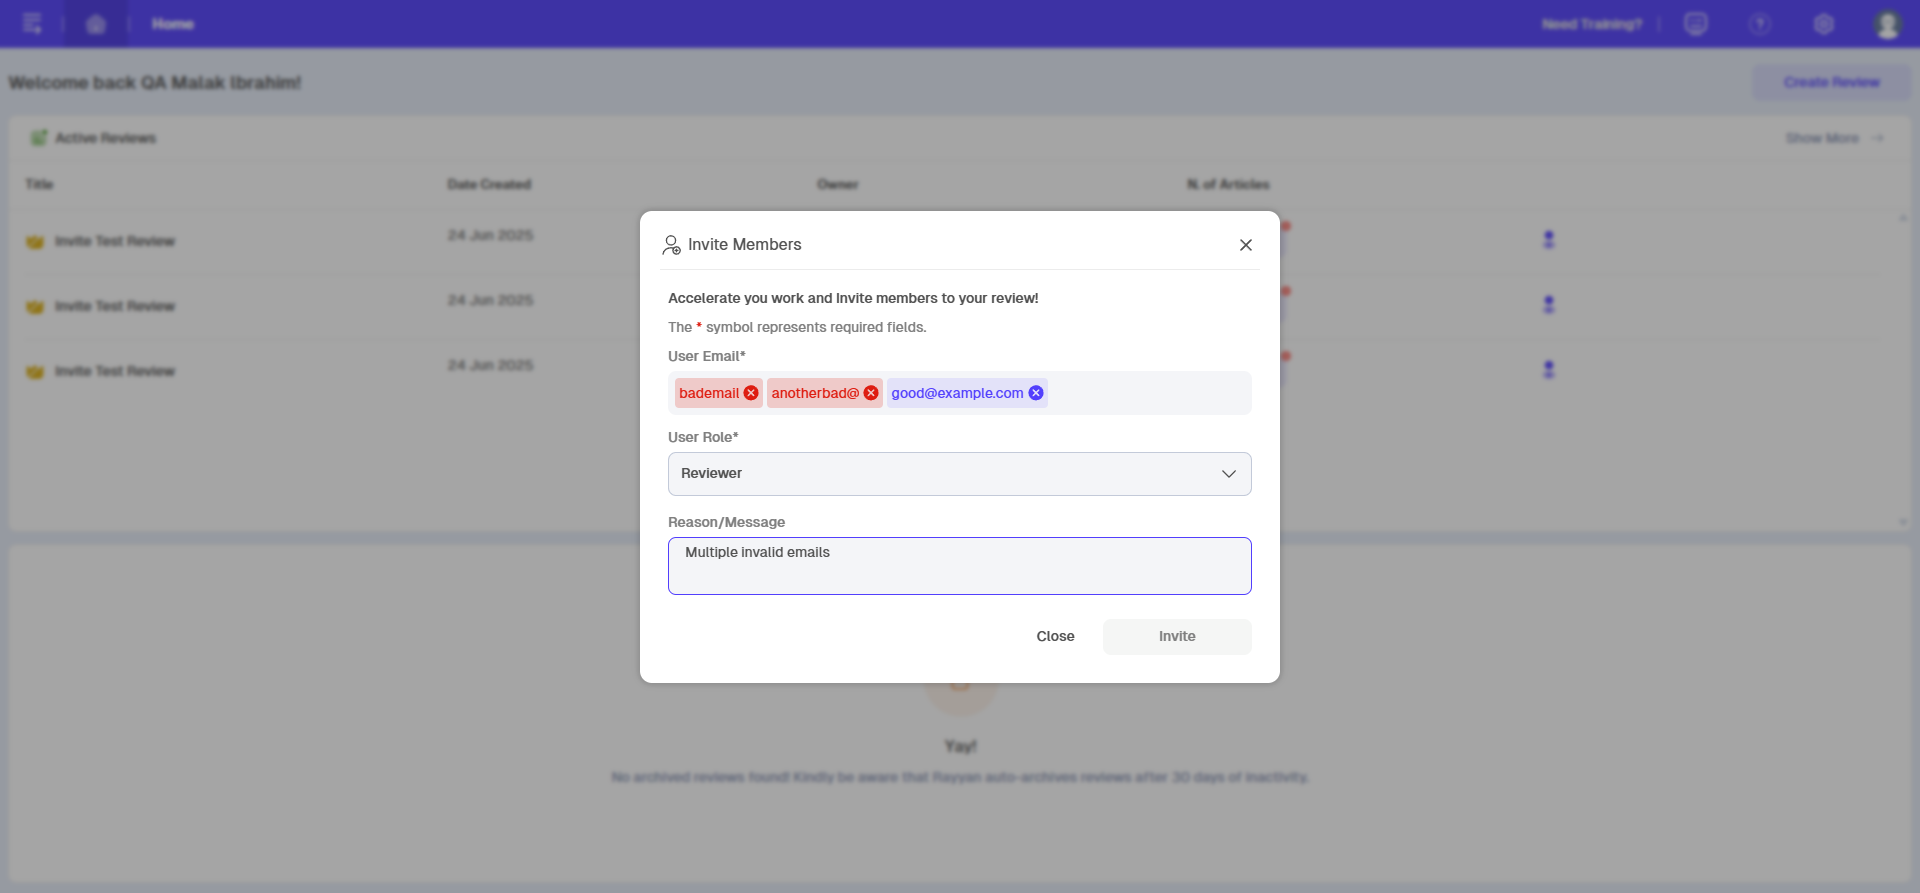 Home
Need Training?
Welcome back QA Malak Ibrahim!
Create Review
Active Reviews
Show More
Title Date Created Owner N. of Articles
Invite Test Review 24 Jun 2025
Invite Test Review 24 Jun 2025
Invite Test Review 24 Jun 2025
Invite Members
Accelerate you work and Invite members to your review!
The * symbol represents required fields.
User Email*
bademail anotherbad@ good@example.com
User Role*
Reviewer
Reason/Message
Multiple invalid emails
Close Invite
Yay!
No archived reviews found! Kindly be aware that Rayyan auto-archives reviews after 30 days of inactivity.